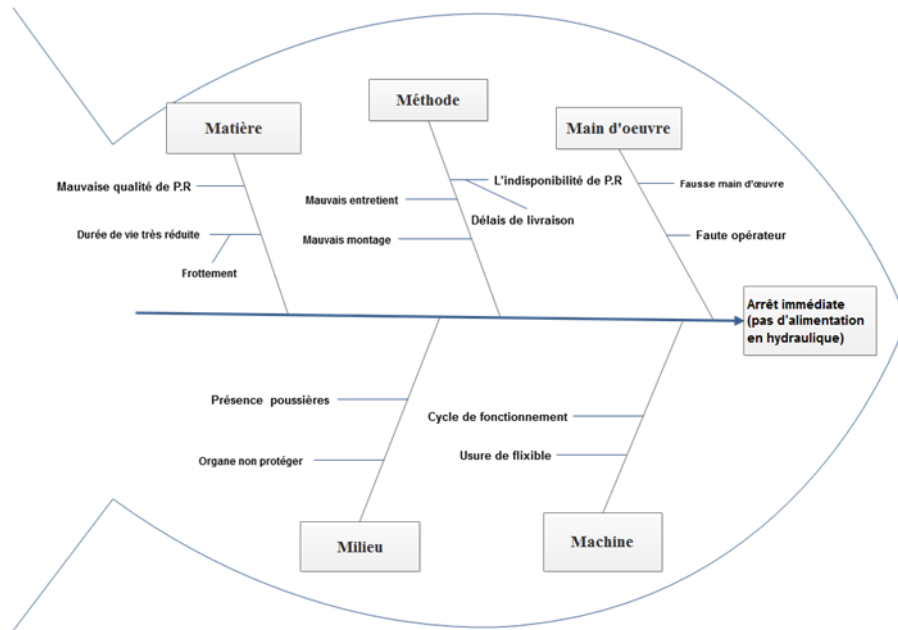 Méthode
Matière
Main d'oeuvre
Mauvaise qualité de P.R
L'indisponibilité de P.R
Fausse main d'œuvre
Mauvais entretient
Délais de livraison
Durée de vie très réduite
Mauvais montage
Faute opérateur
Frottement
Arrêt immédiate
(pas d'alimentation
en hydraulique)
Présence poussières
Cycle de fonctionnement
Organe non protéger
Usure de flixible
Milieu
Machine